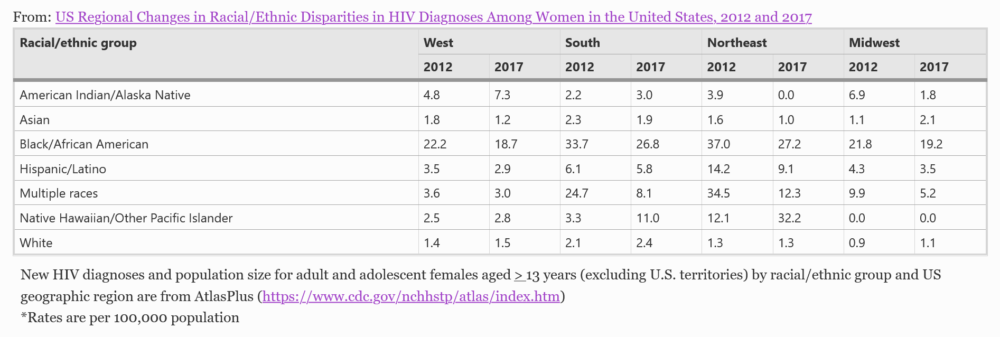 From: US Regional Changes in Racial/Ethnic Disparities in HIV Diagnoses Among Women in the United States, 2012 and 2017
Racial/ethnic group West South Northeast Midwest
2012 2017 2012 2017 2012 2017 2012 2017
American Indian/Alaska Native 4.8 7.3 2.2 3.0 3.9 0.0 6.9 1.8
Asian 1.8 1.2 2.3 1.9 1.6 1.0 1.1 2.1
Black/African American 22.2 18.7 33.7 26.8 37.0 27.2 21.8 19.2
Hispanic/Latino 3.5 2.9 6.1 5.8 14.2 9.1 4.3 3.5
Multiple races 3.6 3.0 24.7 8.1 34.5 12.3 9.9 5.2
Native Hawaiian/Other Pacific Islander 2.5 2.8 3.3 11.0 12.1 32.2 0.0 0.0
White 1.4 1.5 2.1 2.4 1.3 1.3 0.9 1.1
New HIV diagnoses and population size for adult and adolescent females aged > 13 years (excluding U.S. territories) by racial/ethnic group and US
geographic region are from AtlasPlus (https://www.cdc.gov/nchhstp/atlas/index.htm)
*Rates are per 100,000 population